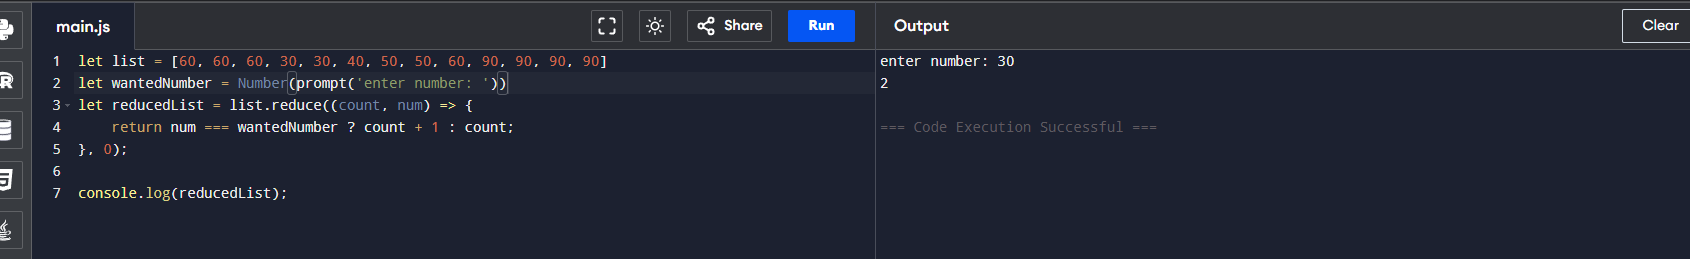 main.js
Share
Run
Output
Clear
1 let list = [60, 60, 60, 30, 30, 40, 50, 50, 60, 90, 90, 90, 90]
2 let wantedNumber = Number(prompt('enter number: '))
3 let reducedList = list.reduce((count, num) => {
4     return num === wantedNumber ? count + 1 : count;
5 }, 0);
6
7 console.log(reducedList);
enter number: 30
2
=== Code Execution Successful ===